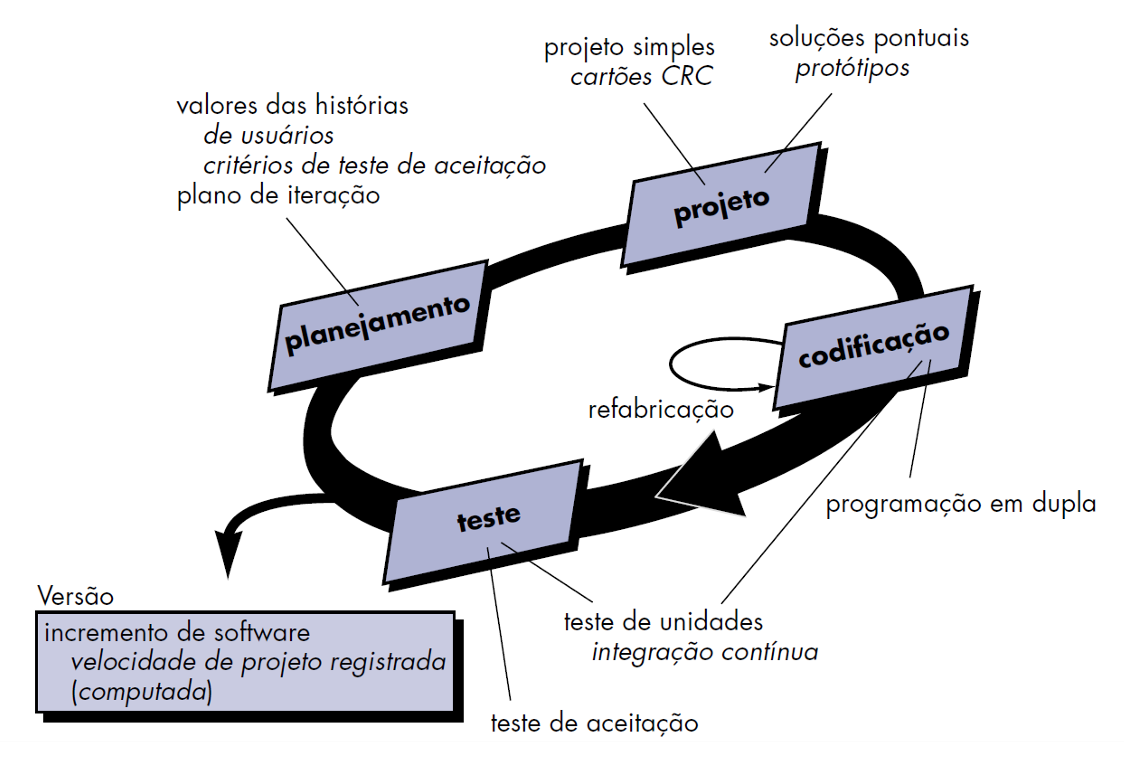 projeto simples
cartões CRC
soluções pontuais
protótipos
valores das histórias
de usuários
critérios de teste de aceitação
plano de iteração
projeto
planejamento
codificação
refabricação
teste
programação em dupla
Versão
incremento de software
velocidade de projeto registrada
(computada)
teste de unidades
integração contínua
teste de aceitação